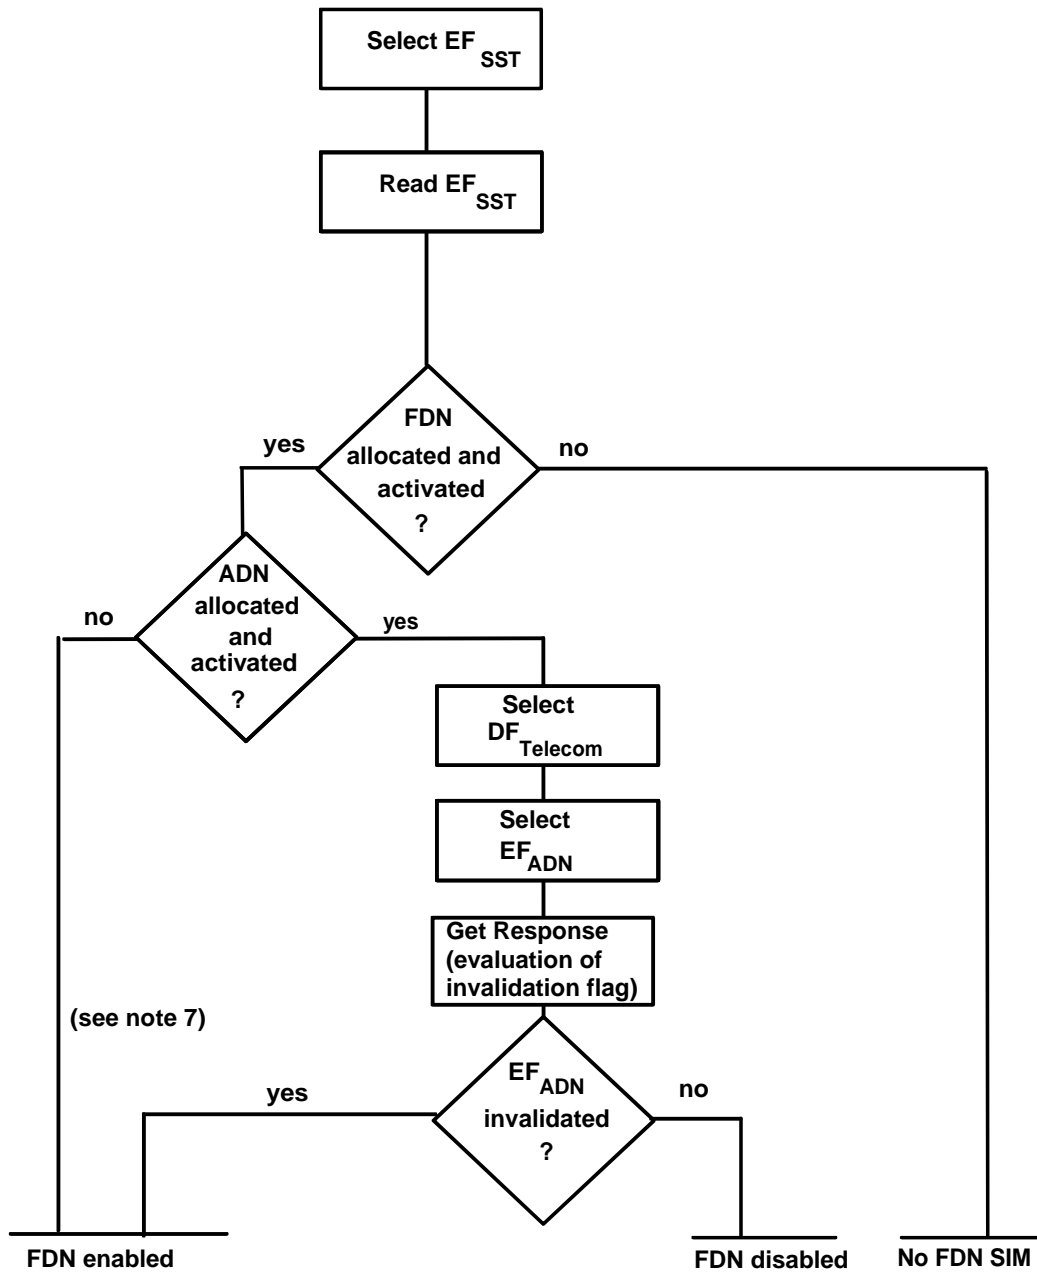 Select EF SST
Read EF SST
FDN
allocated and
activated
?
yes
no
ADN
allocated
and
activated
?
no
yes
Select
DF Telecom
Select
EF ADN
Get Response
(evaluation of
invalidation flag)
(see note 7)
EF ADN
invalidated
?
yes
no
FDN enabled
FDN disabled
No FDN SIM